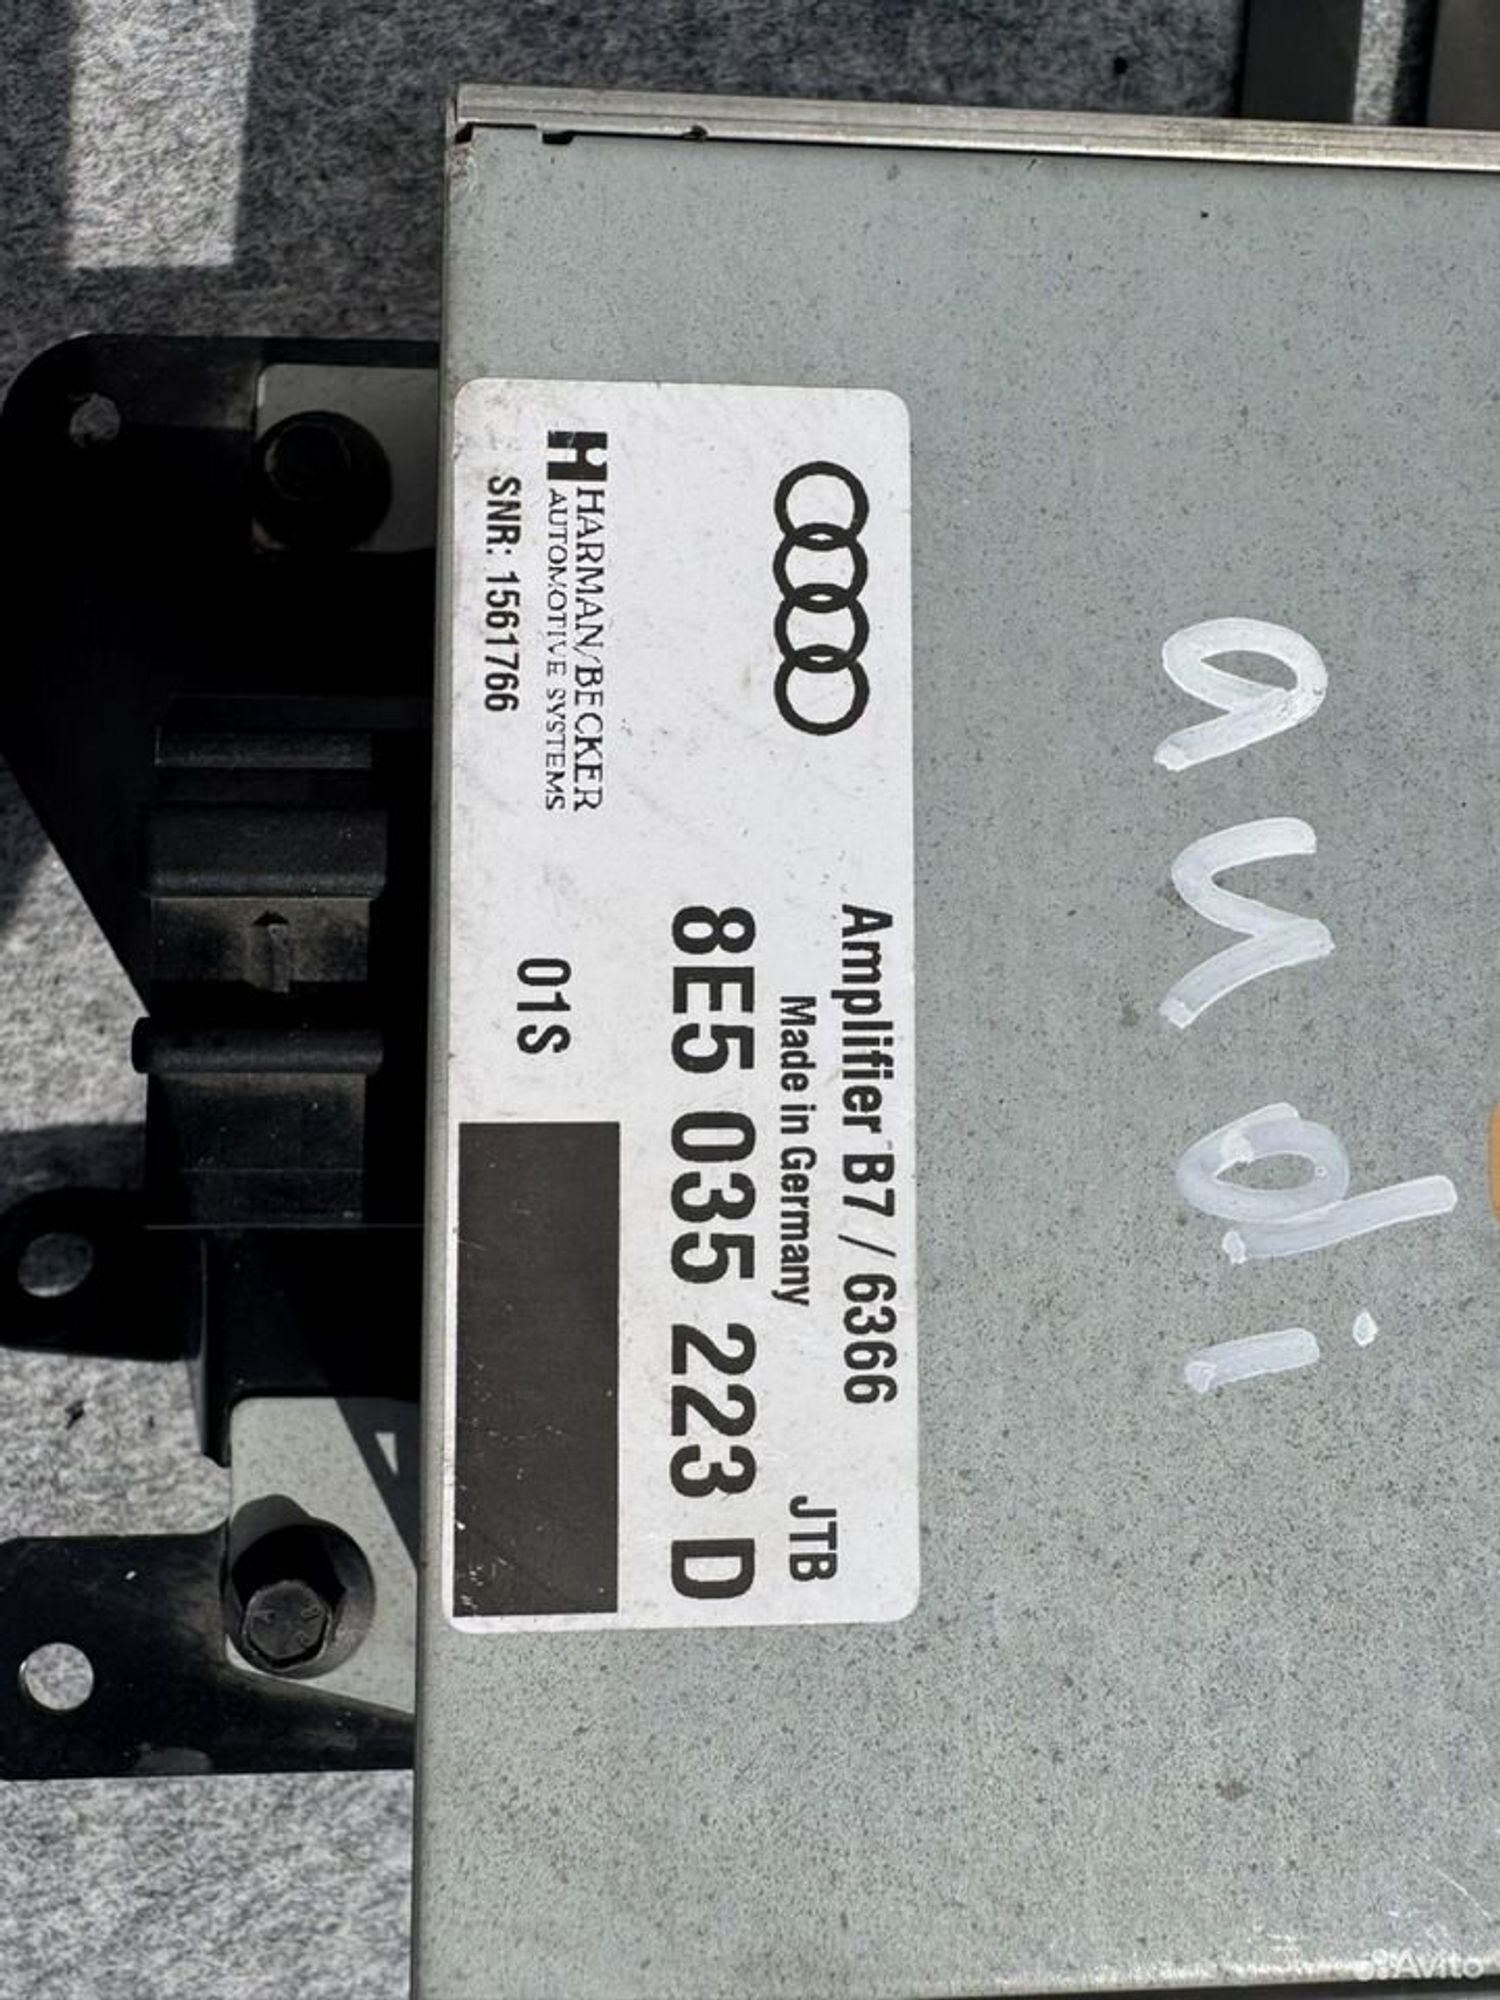 audi
Amplifier B7 / 6366
Made in Germany
JTB
8E5 035 223 D
HARMAN/BECKER
AUTOMOTIVE SYSTEMS
SNR: 1561766
01S
Avito